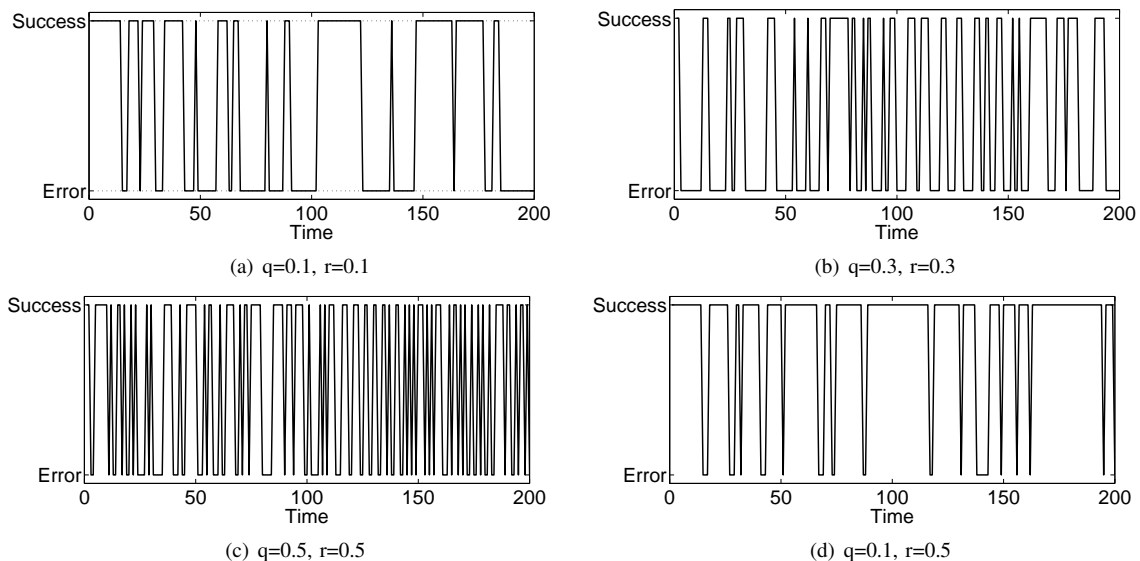 Success
Error
0 50 100 150 200
Time
(a) q=0.1, r=0.1
Success
Error
0 50 100 150 200
Time
(b) q=0.3, r=0.3
Success
Error
0 50 100 150 200
Time
(c) q=0.5, r=0.5
Success
Error
0 50 100 150 200
Time
(d) q=0.1, r=0.5